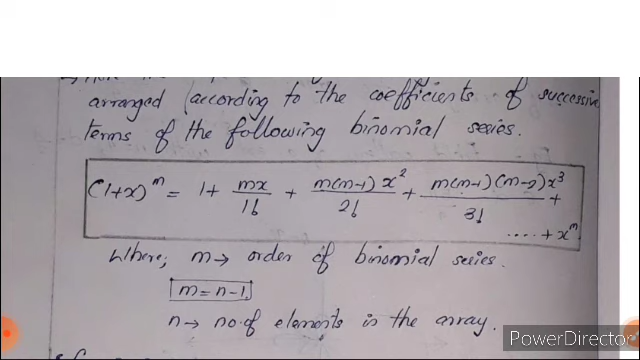 arranged (according to the coefficients of successive
terms of the following binomial series.
(1+x)^m = 1 + mx/1! + m(m-1)x^2/2! + m(m-1)(m-2)x^3/3! +
.... + x^m
Where; m → order of binomial series.
m = n-1.
n → no. of elements in the array.
PowerDirector